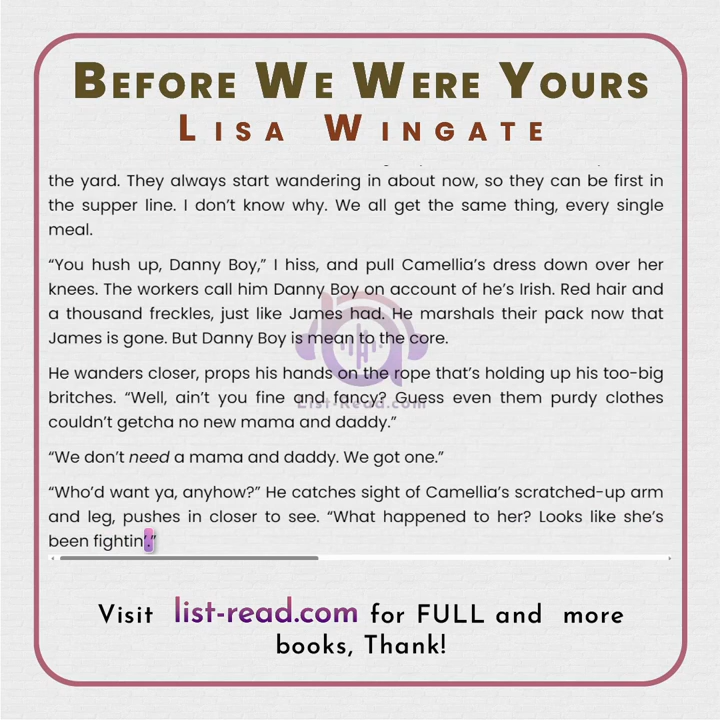 BEFORE WE WERE YOURS
LISA WINGATE
the yard. They always start wandering in about now, so they can be first in
the supper line. I don’t know why. We all get the same thing, every single
meal.
“You hush up, Danny Boy,” I hiss, and pull Camellia’s dress down over her
knees. The workers call him Danny Boy on account of he’s Irish. Red hair and
a thousand freckles, just like James had. He marshals their pack now that
James is gone. But Danny Boy is mean to the core.
He wanders closer, props his hands on the rope that’s holding up his too-big
britches. “Well, ain’t you fine and fancy? Guess even them purdy clothes
couldn’t getcha no new mama and daddy.”
List-Read.com
“We don’t need a mama and daddy. We got one.”
“Who’d want ya, anyhow?” He catches sight of Camellia’s scratched-up arm
and leg, pushes in closer to see. “What happened to her? Looks like she’s
been fightin’.”
Visit list-read.com for FULL and more
books, Thank!